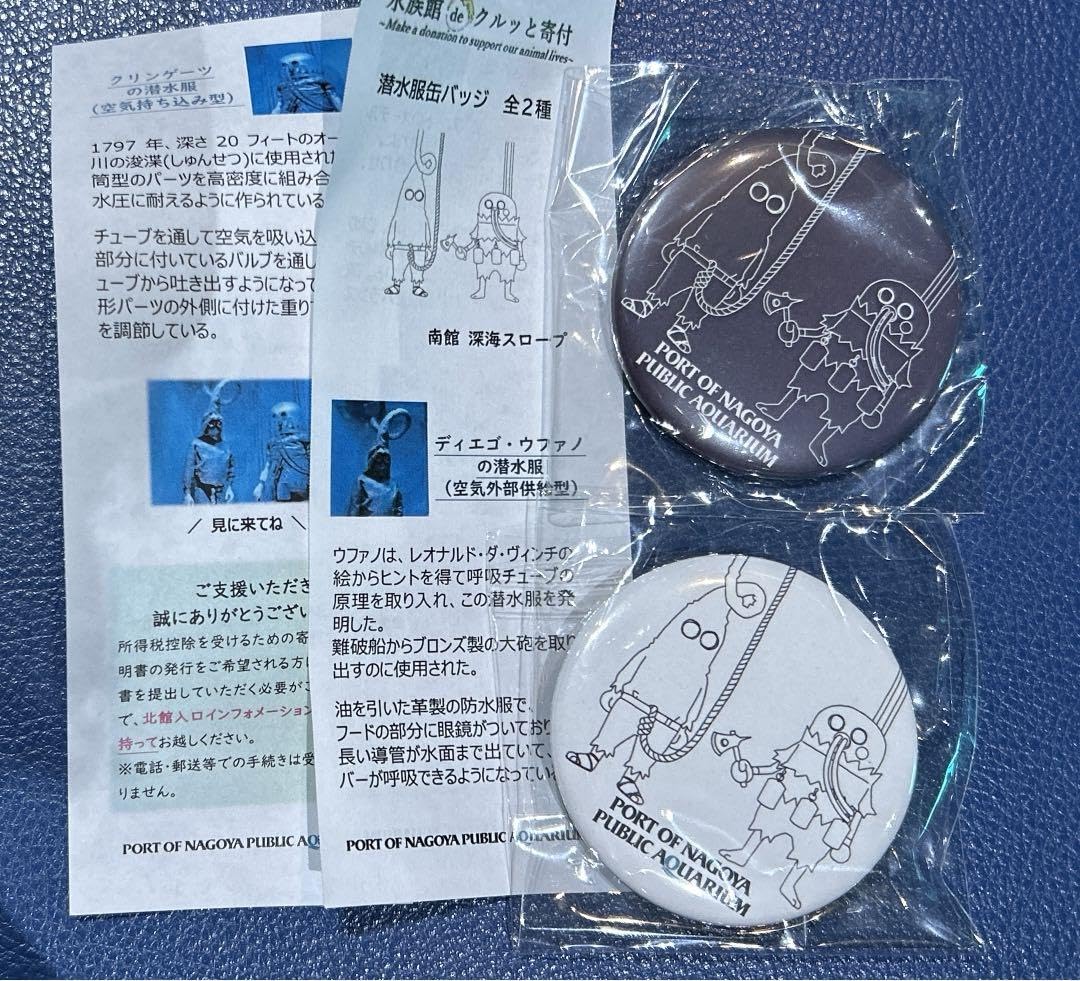 クリンゲーツ
の潜水服
(空気持ち込み型)
1797 年、深さ 20 フィートのオー
川の浚渫(しゅんせつ)に使用され
筒型のパーツを高密度に組み合
水圧に耐えるように作られている
チューブを通して空気を吸い込
部分に付いているバルブを通し
ューブから吐き出すようになって
形パーツの外側に付けた重り
を調節している。
/ 見に来てね \
ご支援いただき
誠にありがとうござい
所得税控除を受けるための寄
明書の発行をご希望される方に
書を提出していただく必要がご
で、北館入口インフォメーション
持ってお越しください。
※電話・郵送等での手続きは受
りません。
PORT OF NAGOYA PUBLIC AQ
水族館 de クルッと寄付
~Make a donation to support our animal lives~
潜水服缶バッジ 全2種
南館 深海スロープ
ディエゴ・ウファノ
の潜水服
(空気外部供給型)
ウファノは、レオナルド・ダ・ヴィンチの
絵からヒントを得て呼吸チューブの
原理を取り入れ、この潜水服を発
明した。
難破船からブロンズ製の大砲を取り
出すのに使用された。
油を引いた革製の防水服で、
フードの部分に眼鏡がついており
長い導管が水面まで出ていて、
バーが呼吸できるようになってい
PORT OF NAGOYA PUBLIC AQUARIUM
PORT OF NAGOYA
PUBLIC AQUARIUM
PORT OF NAGOYA
PUBLIC AQUARIUM